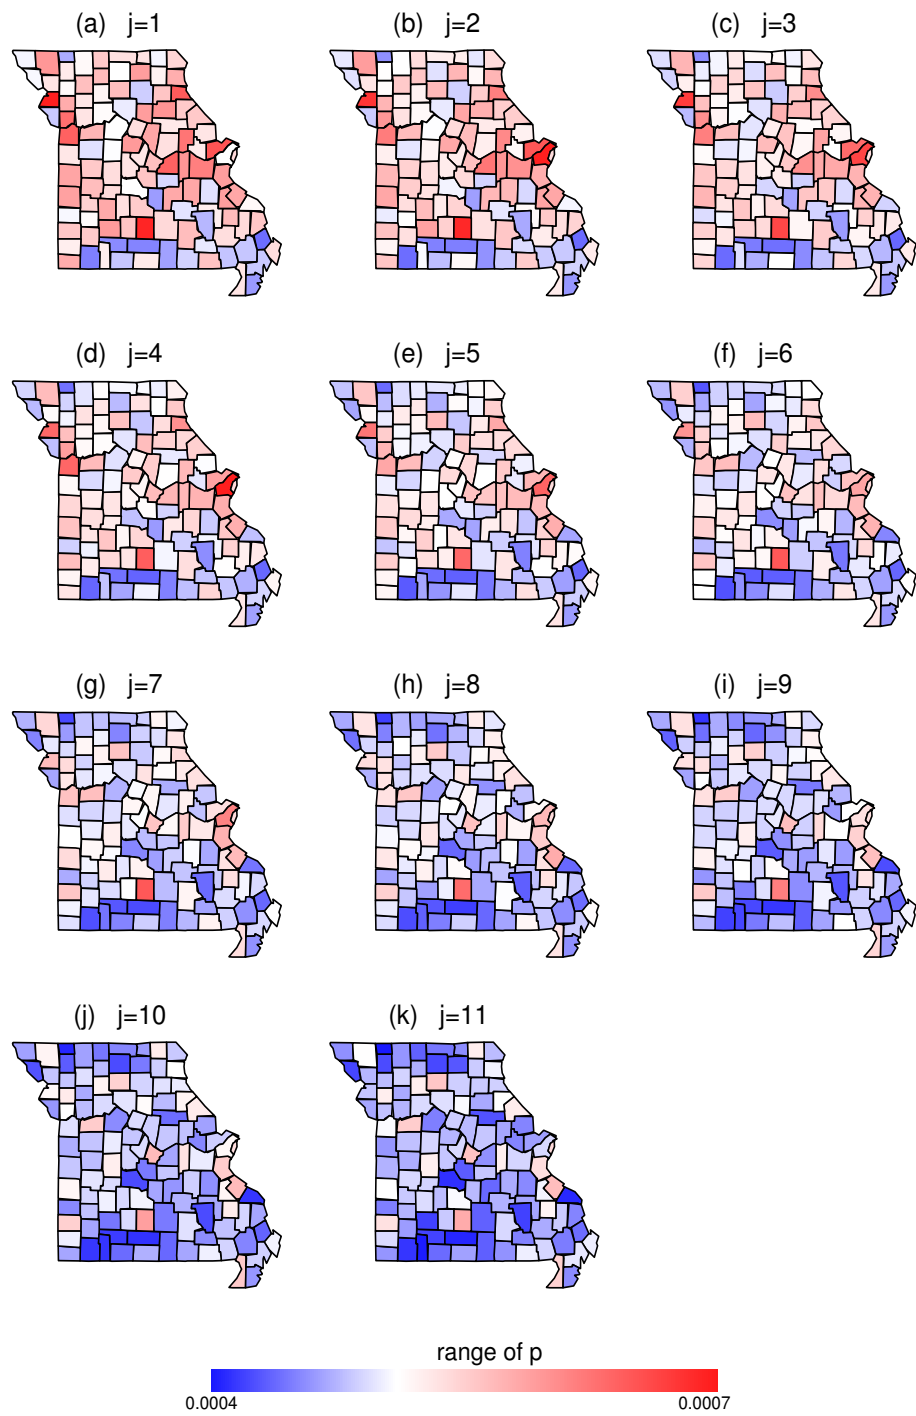 (a) j=1
(b) j=2
(c) j=3
(d) j=4
(e) j=5
(f) j=6
(g) j=7
(h) j=8
(i) j=9
(j) j=10
(k) j=11
range of p
0.0004 0.0007